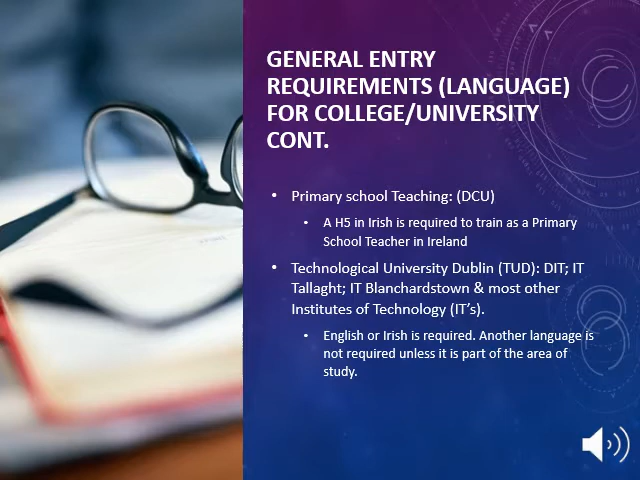 GENERAL ENTRY
REQUIREMENTS (LANGUAGE)
FOR COLLEGE/UNIVERSITY
CONT.
• Primary school Teaching: (DCU)
• A H5 in Irish is required to train as a Primary
School Teacher in Ireland
• Technological University Dublin (TUD): DIT; IT
Tallaght; IT Blanchardstown & most other
Institutes of Technology (IT’s).
• English or Irish is required. Another language is
not required unless it is part of the area of
study.